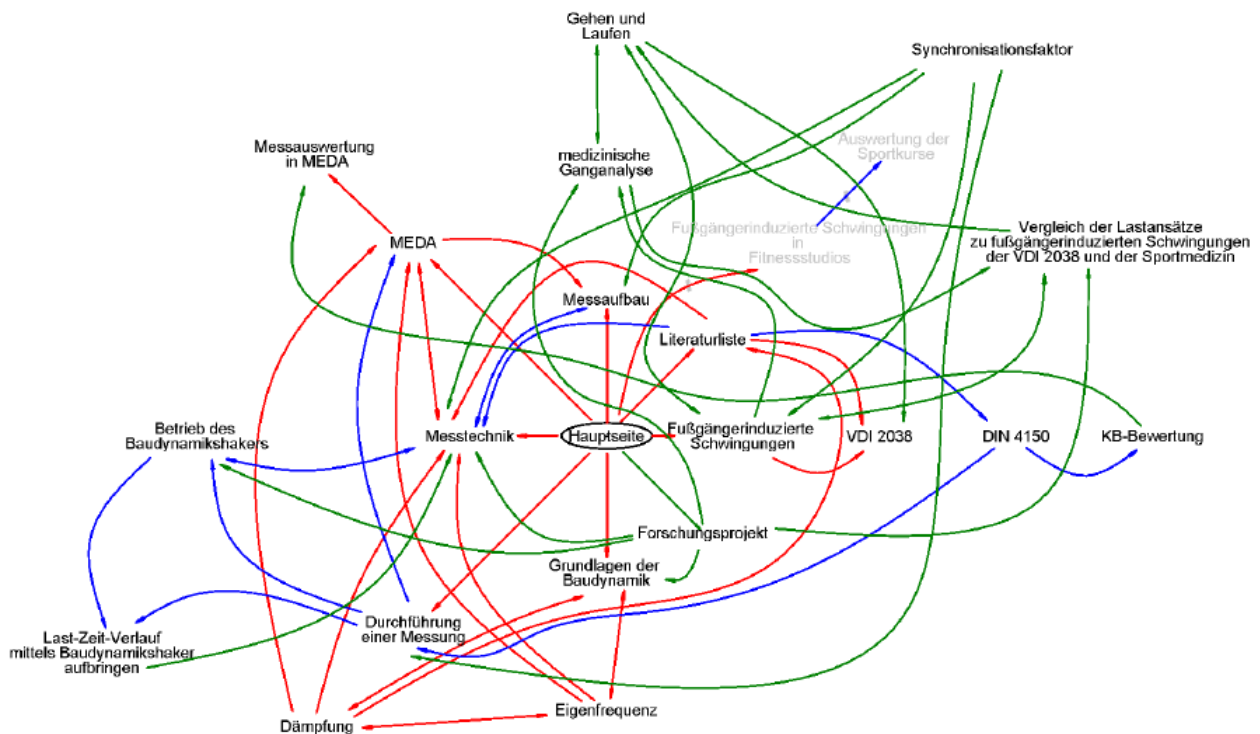 Gehen und
Laufen
Synchronisationsfaktor
Auswertung der
Sportkurse
Messauswertung
in MEDA
medizinische
Ganganalyse
Fußgängerinduzierte Schwingungen
in
Fitnessstudios
Vergleich der Lastansätze
zu fußgängerinduzierten Schwingungen
der VDI 2038 und der Sportmedizin
MEDA
Messaufbau
Literaturliste
Betrieb des
Baudynamikshakers
Messtechnik
Hauptseite
Fußgängerinduzierte
Schwingungen
VDI 2038
DIN 4150
KB-Bewertung
Forschungsprojekt
Grundlagen der
Baudynamik
Durchführung
einer Messung
Last-Zeit-Verlauf
mittels Baudynamikshaker
aufbringen
Eigenfrequenz
Dämpfung